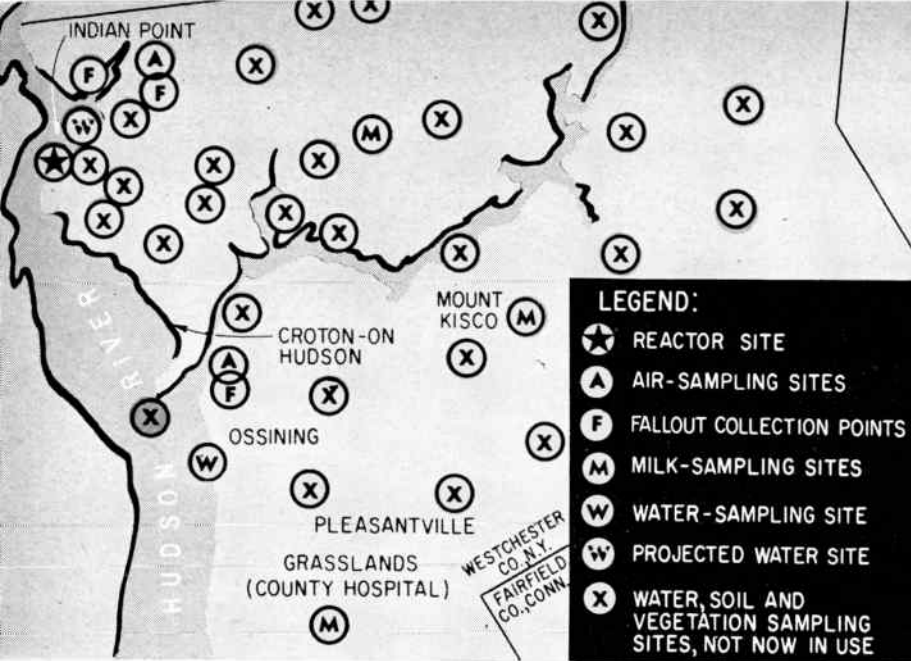 INDIAN POINT
A
F
F
W
X
X
X
X
X
X
X
X
M
X
X
X
X
X
X
X
X
X
X
X
X
X
X
MOUNT
KISCO
M
X
X
CROTON-ON
HUDSON
A
F
X
X
OSSINING
W
X
X
X
PLEASANTVILLE
GRASSLANDS
(COUNTY HOSPITAL)
M
HUDSON RIVER
WESTCHESTER
CO., N.Y.
FAIRFIELD
CO., CONN.
LEGEND:
REACTOR SITE
A AIR-SAMPLING SITES
F FALLOUT COLLECTION POINTS
M MILK-SAMPLING SITES
W WATER-SAMPLING SITE
W PROJECTED WATER SITE
X WATER, SOIL AND
VEGETATION SAMPLING
SITES, NOT NOW IN USE